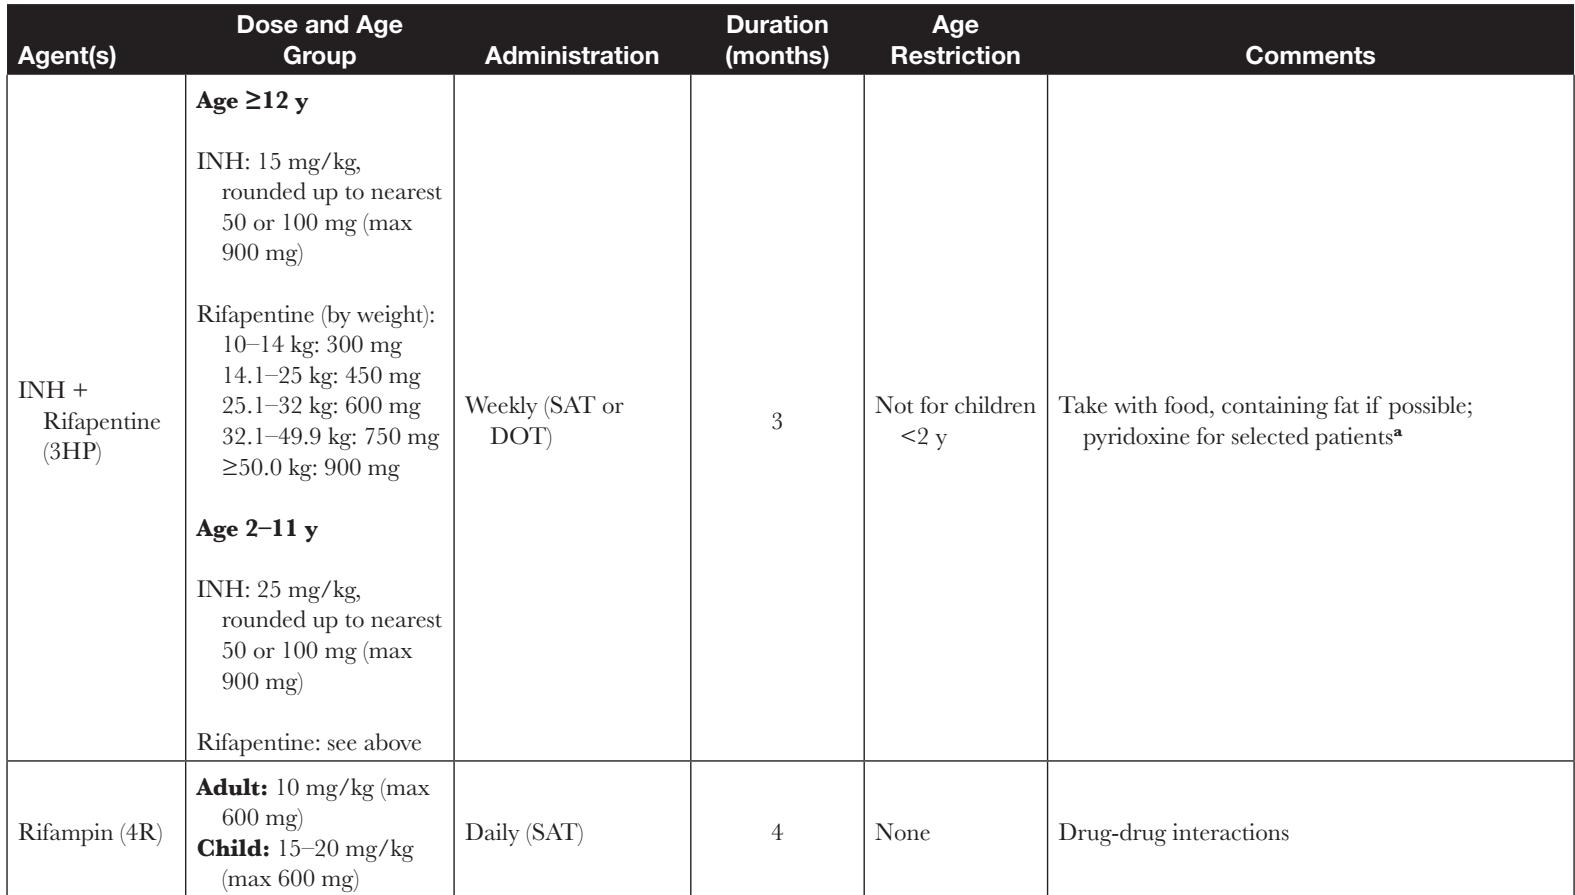 Agent(s)
Dose and Age
Group
Administration
Duration
(months)
Age
Restriction
Comments
INH +
Rifapentine
(3HP)
Age ≥12 y
INH: 15 mg/kg,
rounded up to nearest
50 or 100 mg (max
900 mg)
Rifapentine (by weight):
10–14 kg: 300 mg
14.1–25 kg: 450 mg
25.1–32 kg: 600 mg
32.1–49.9 kg: 750 mg
≥50.0 kg: 900 mg
Age 2–11 y
INH: 25 mg/kg,
rounded up to nearest
50 or 100 mg (max
900 mg)
Rifapentine: see above
Weekly (SAT or
DOT)
3
Not for children
<2 y
Take with food, containing fat if possible;
pyridoxine for selected patientsᵃ
Rifampin (4R)
Adult: 10 mg/kg (max
600 mg)
Child: 15–20 mg/kg
(max 600 mg)
Daily (SAT)
4
None
Drug-drug interactions